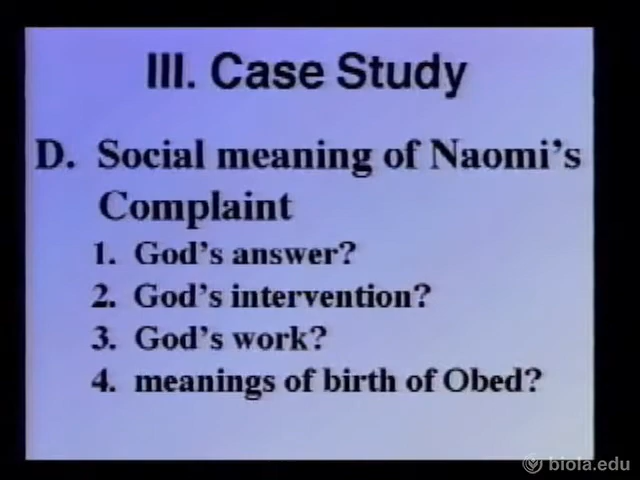 III. Case Study
D. Social meaning of Naomi's
Complaint
1. God's answer?
2. God's intervention?
3. God's work?
4. meanings of birth of Obed?
biola.edu